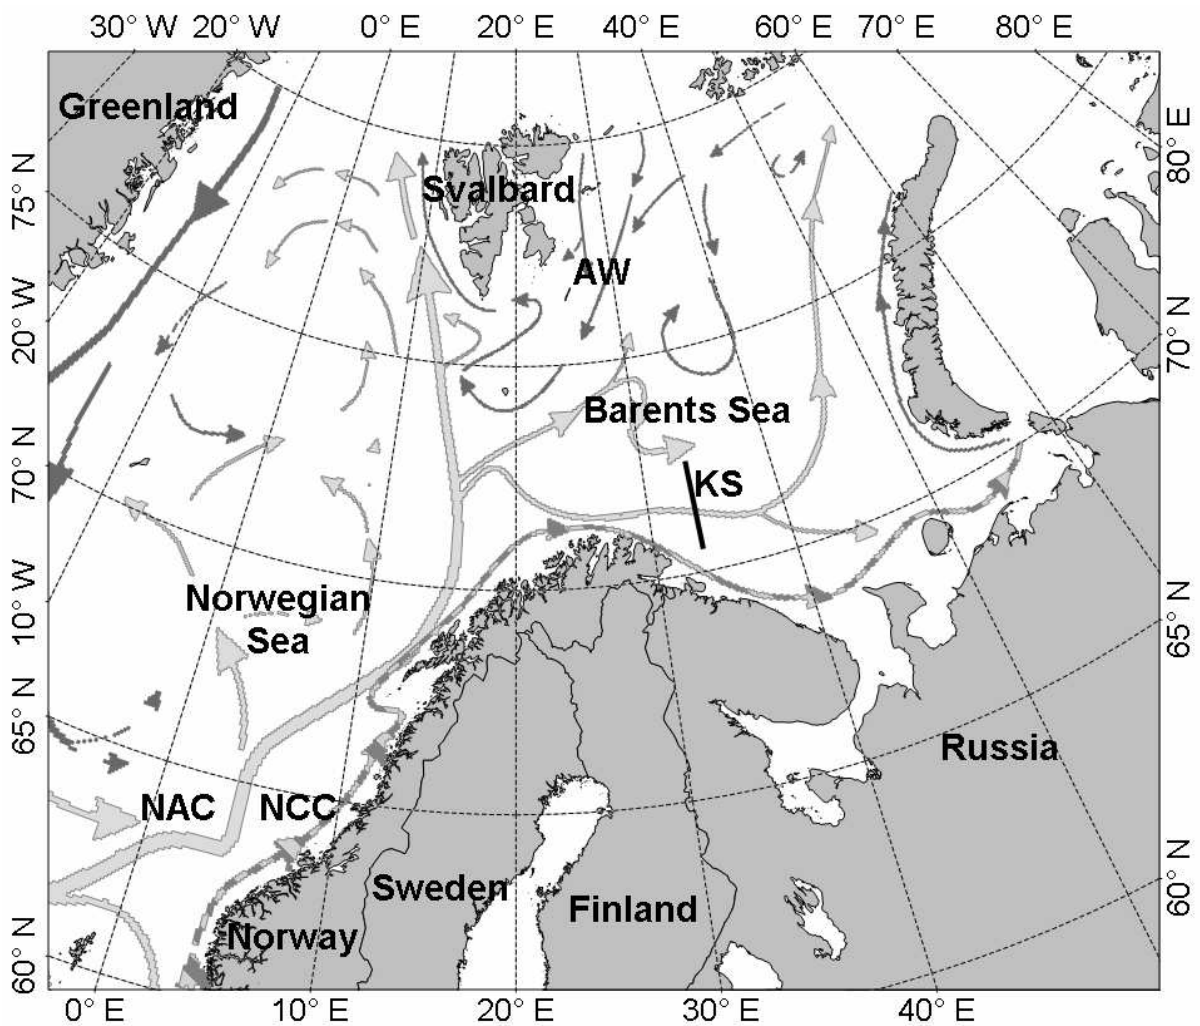 30° W 20° W 0° E 20° E 40° E 60° E 70° E 80° E
Greenland
80° E
75° N
Svalbard
AW
20° W
70° N
Barents Sea
70° N
KS
10° W
Norwegian
Sea
65° N
65° N
Russia
NAC NCC
60° N
Sweden
Finland
Norway
60° N
0° E 10° E 20° E 30° E 40° E